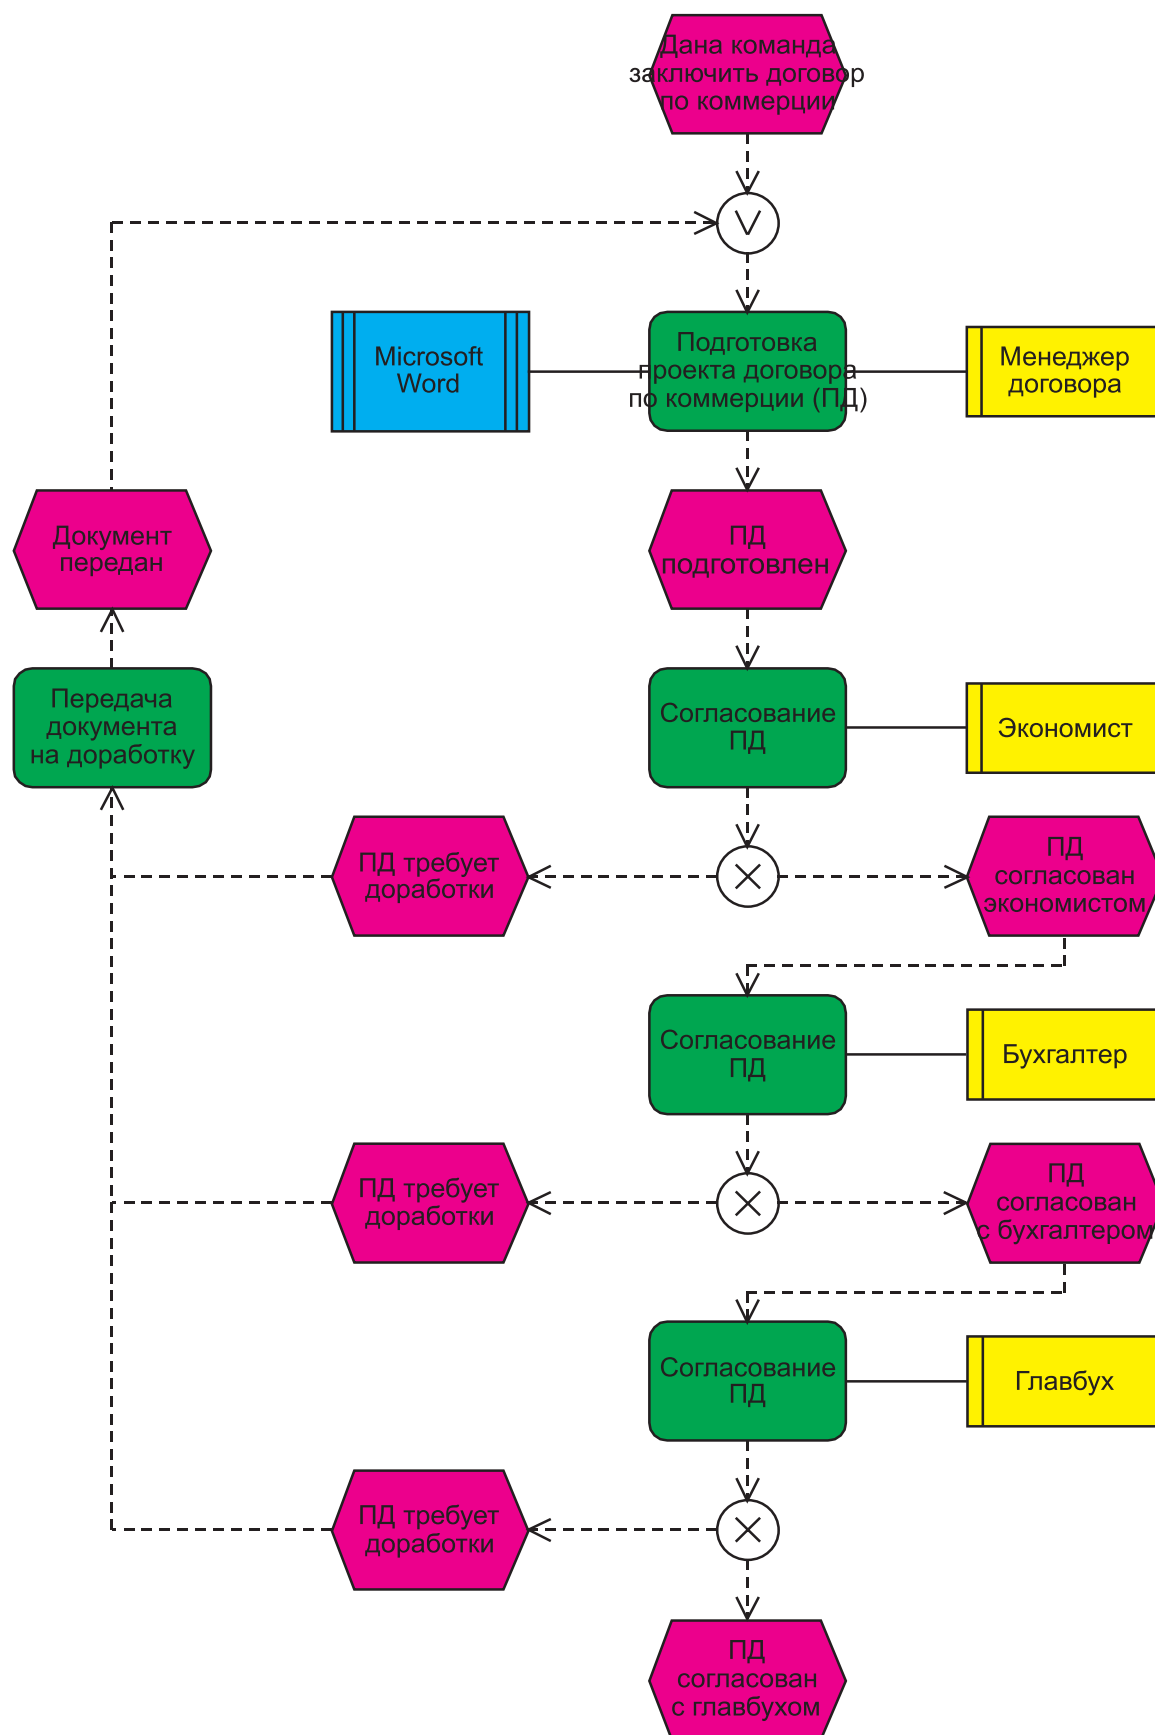 Дана команда
заключить договор
по коммерции
Microsoft
Word
Подготовка
проекта договора
по коммерции (ПД)
Менеджер
договора
Документ
передан
ПД
подготовлен
Передача
документа
на доработку
Согласование
ПД
Экономист
ПД требует
доработки
ПД
согласован
экономистом
Согласование
ПД
Бухгалтер
ПД требует
доработки
ПД
согласован
с бухгалтером
Согласование
ПД
Главбух
ПД требует
доработки
ПД
согласован
с главбухом